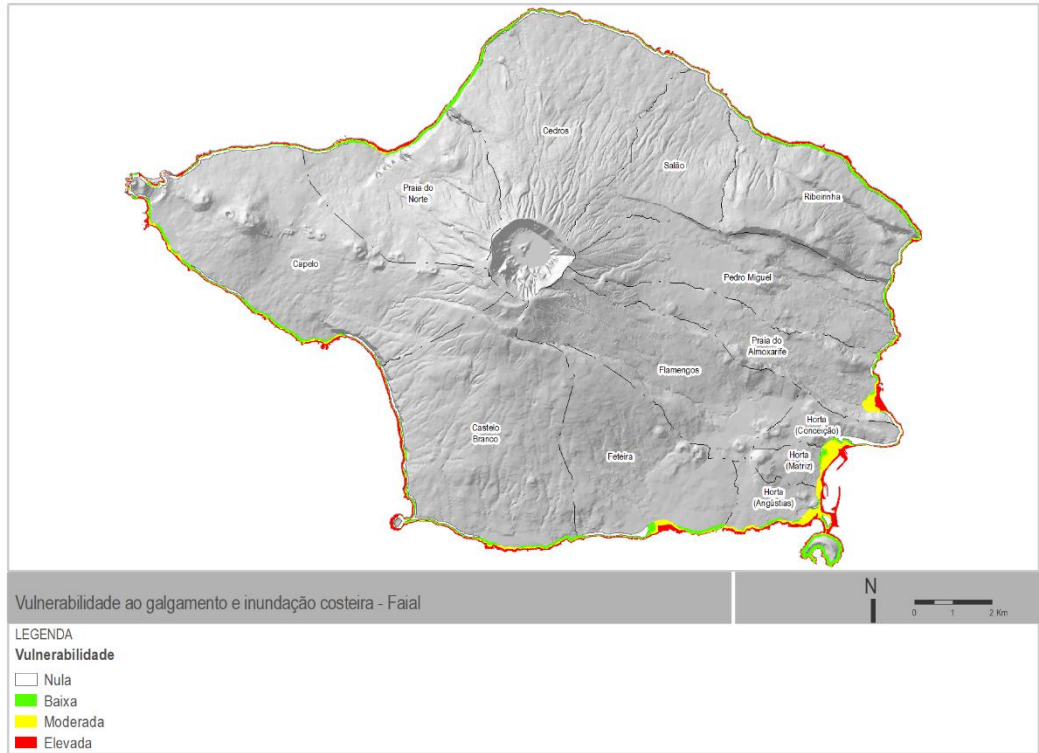 Cedros
Salão
Ribeirinha
Praia do
Norte
Capelo
Pedro Miguel
Praia do
Almoxarife
Flamengos
Castelo
Branco
Feteira
Horta
(Conceição)
Horta
(Matriz)
Horta
(Angústias)
Vulnerabilidade ao galgamento e inundação costeira - Faial
N
0 1 2 Km
LEGENDA
Vulnerabilidade
Nula
Baixa
Moderada
Elevada